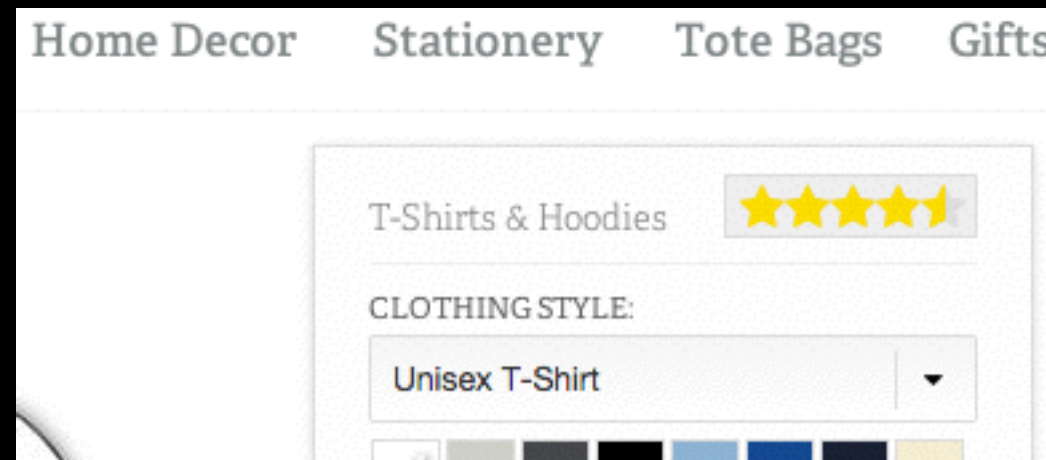 Home Decor Stationery Tote Bags Gifts
T-Shirts & Hoodies
CLOTHING STYLE:
Unisex T-Shirt